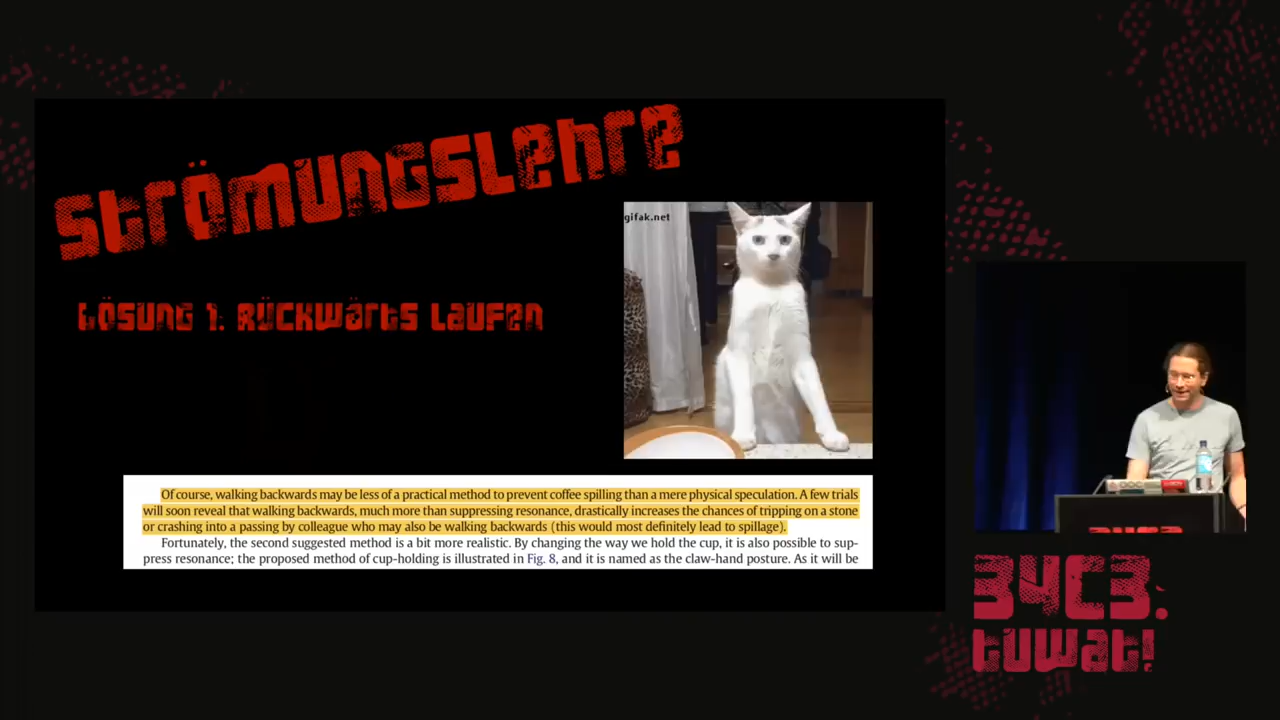 Strömungslehre
gifak.net
Lösung 1: Rückwärts laufen
Of course, walking backwards may be less of a practical method to prevent coffee spilling than a mere physical speculation. A few trials
will soon reveal that walking backwards, much more than suppressing resonance, drastically increases the chances of tripping on a stone
or crashing into a passing by colleague who may also be walking backwards (this would most definitely lead to spillage).
Fortunately, the second suggested method is a bit more realistic. By changing the way we hold the cup, it is also possible to sup-
press resonance; the proposed method of cup-holding is illustrated in Fig. 8, and it is named as the claw-hand posture. As it will be
34C3.
tuwat!